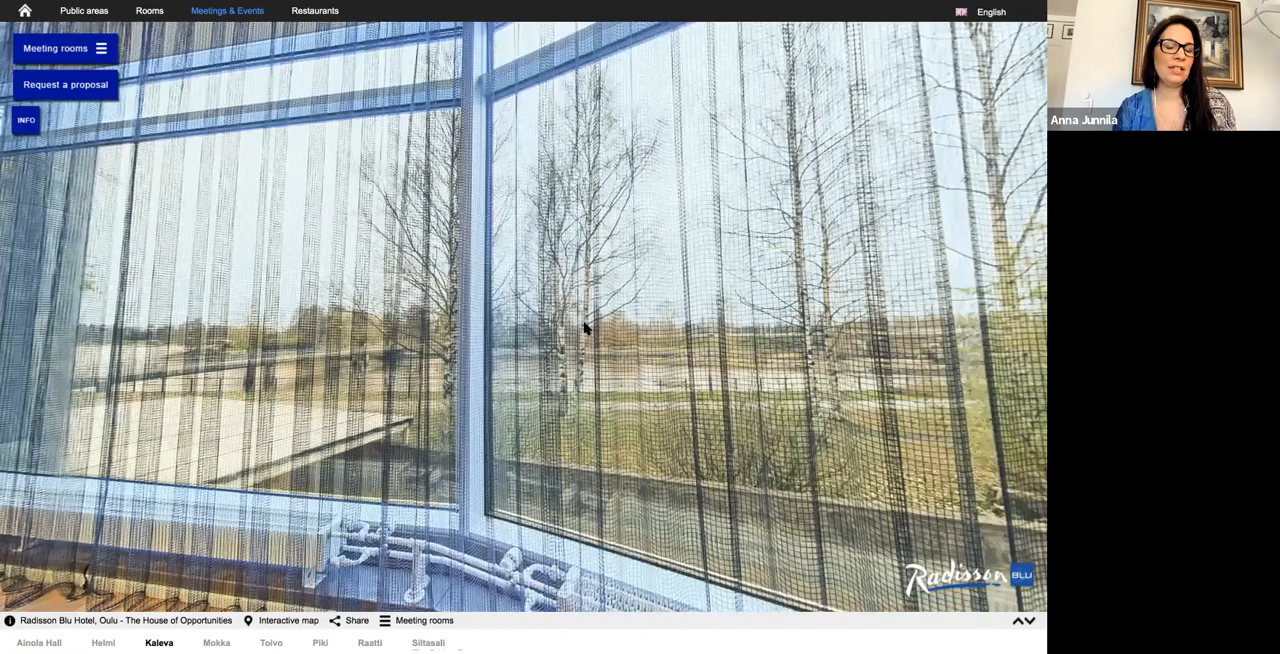 Public areas
Rooms
Meetings & Events
Restaurants
English
Meeting rooms
Request a proposal
INFO
Anna Junnila
Radisson BLU
Radisson Blu Hotel, Oulu - The House of Opportunities
Interactive map
Share
Meeting rooms
Ainola Hall
Helmi
Kaleva
Mokka
Toivo
Piki
Raatti
Siltasali